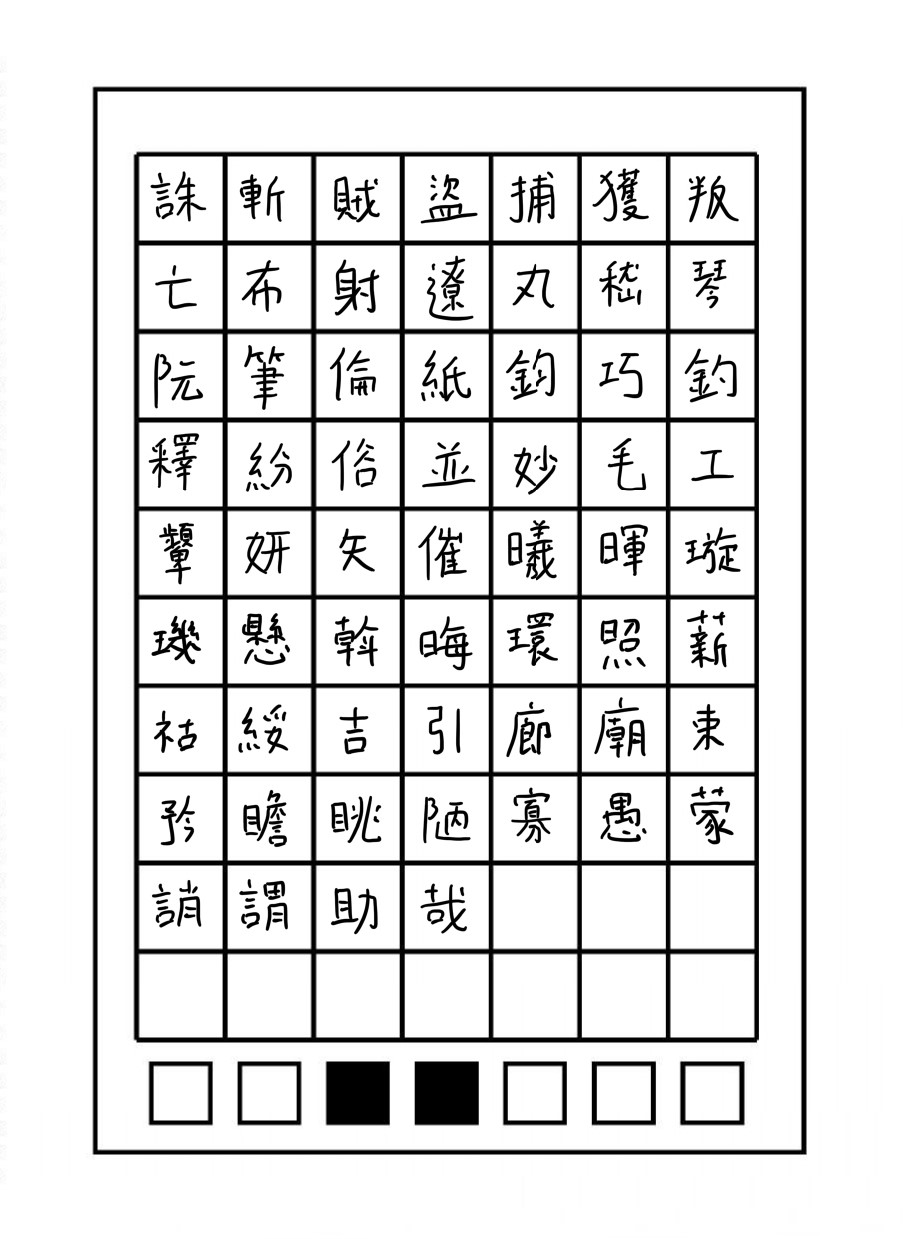 誅斬賊盜捕獲叛
亡布射遼丸嵇琴
阮筆倫紙鈞巧釣
釋紛俗並妙毛工
顰妍矢催曦暉璇
璣懸斡晦環照薪
祜綏吉引廊廟束
矜瞻眺陋寡愚蒙
誚謂助哉